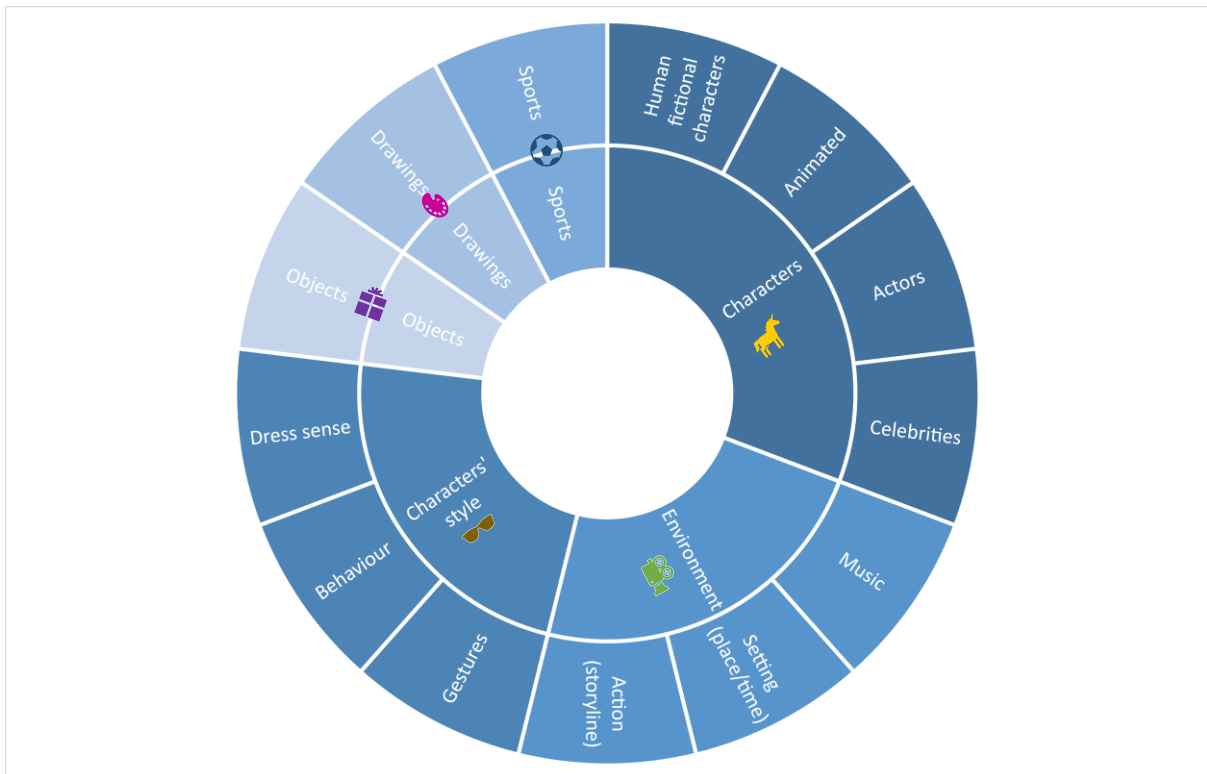 Human
fictional
characters
Animated
Actors
Celebrities
Music
Setting
(place/time)
Action
(storyline)
Gestures
Behaviour
Dress sense
Objects
Drawings
Sports
Characters
Environment
Characters'
style
Objects
Drawings
Sports